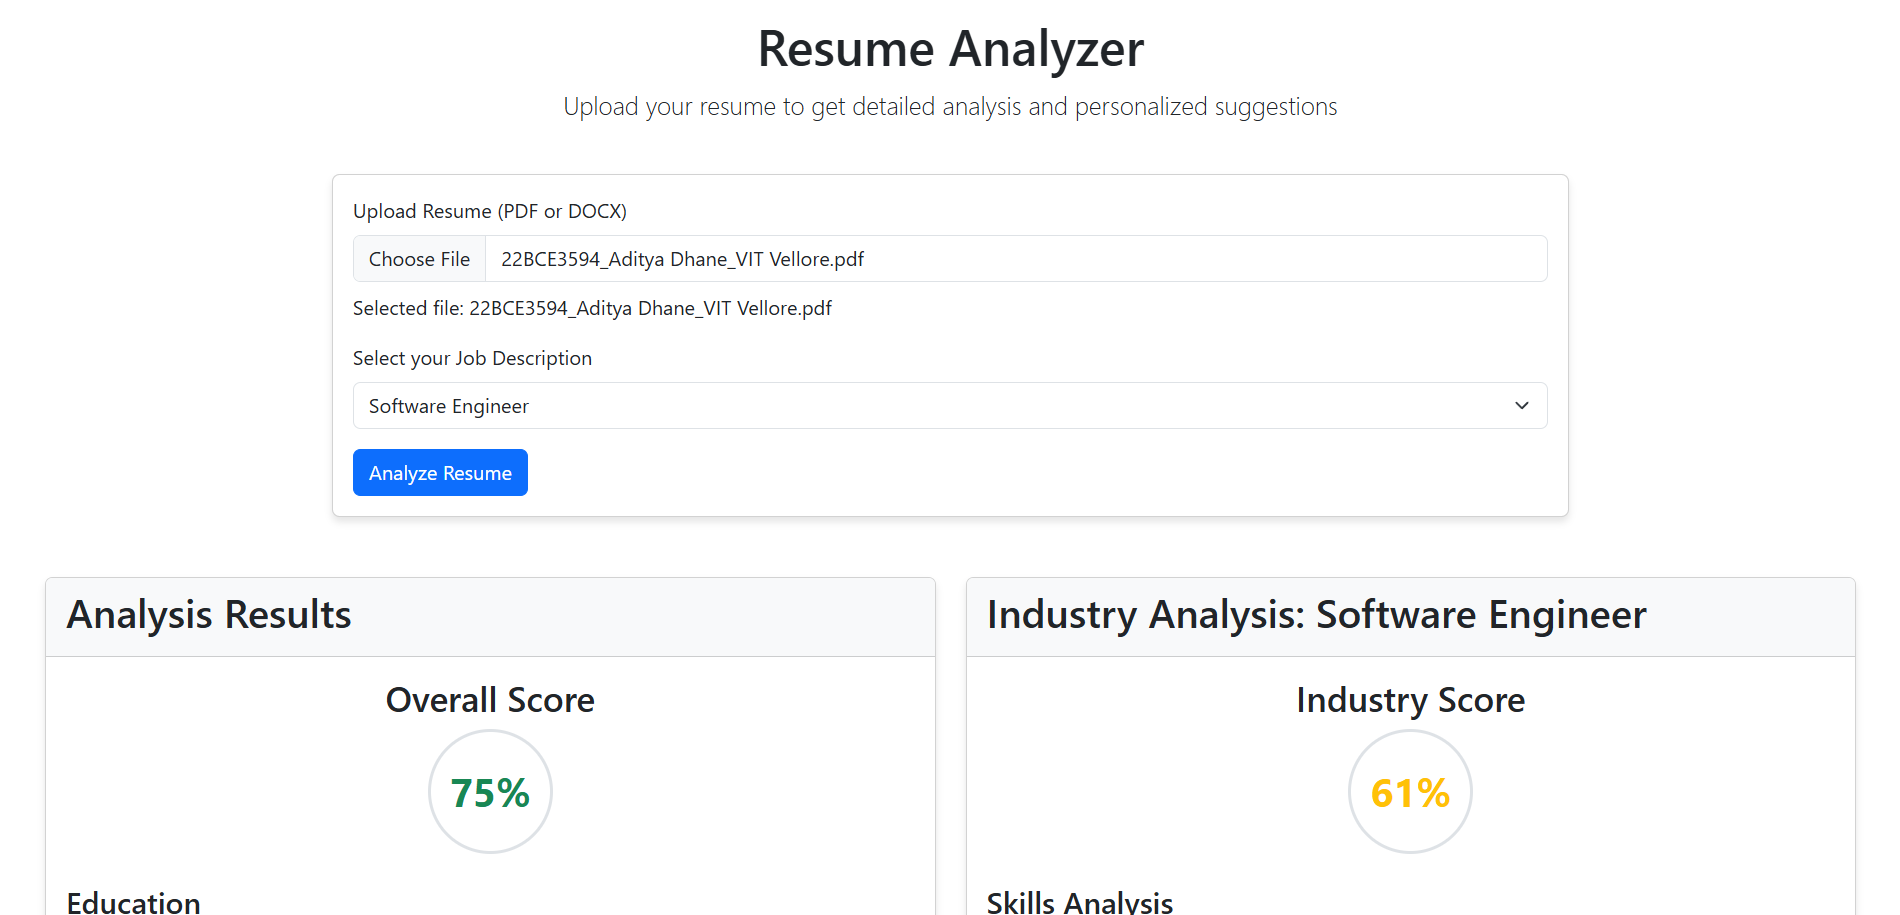 Resume Analyzer
Upload your resume to get detailed analysis and personalized suggestions
Upload Resume (PDF or DOCX)
Choose File 22BCE3594_Aditya Dhane_VIT Vellore.pdf
Selected file: 22BCE3594_Aditya Dhane_VIT Vellore.pdf
Select your Job Description
Software Engineer
Analyze Resume
Analysis Results
Overall Score
75%
Education
Industry Analysis: Software Engineer
Industry Score
61%
Skills Analysis